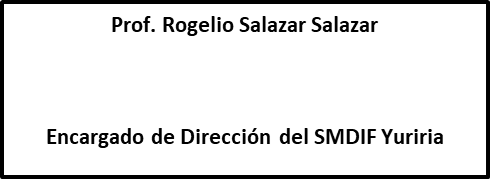 Prof. Rogelio Salazar Salazar
Encargado de Dirección del SMDIF Yuriria